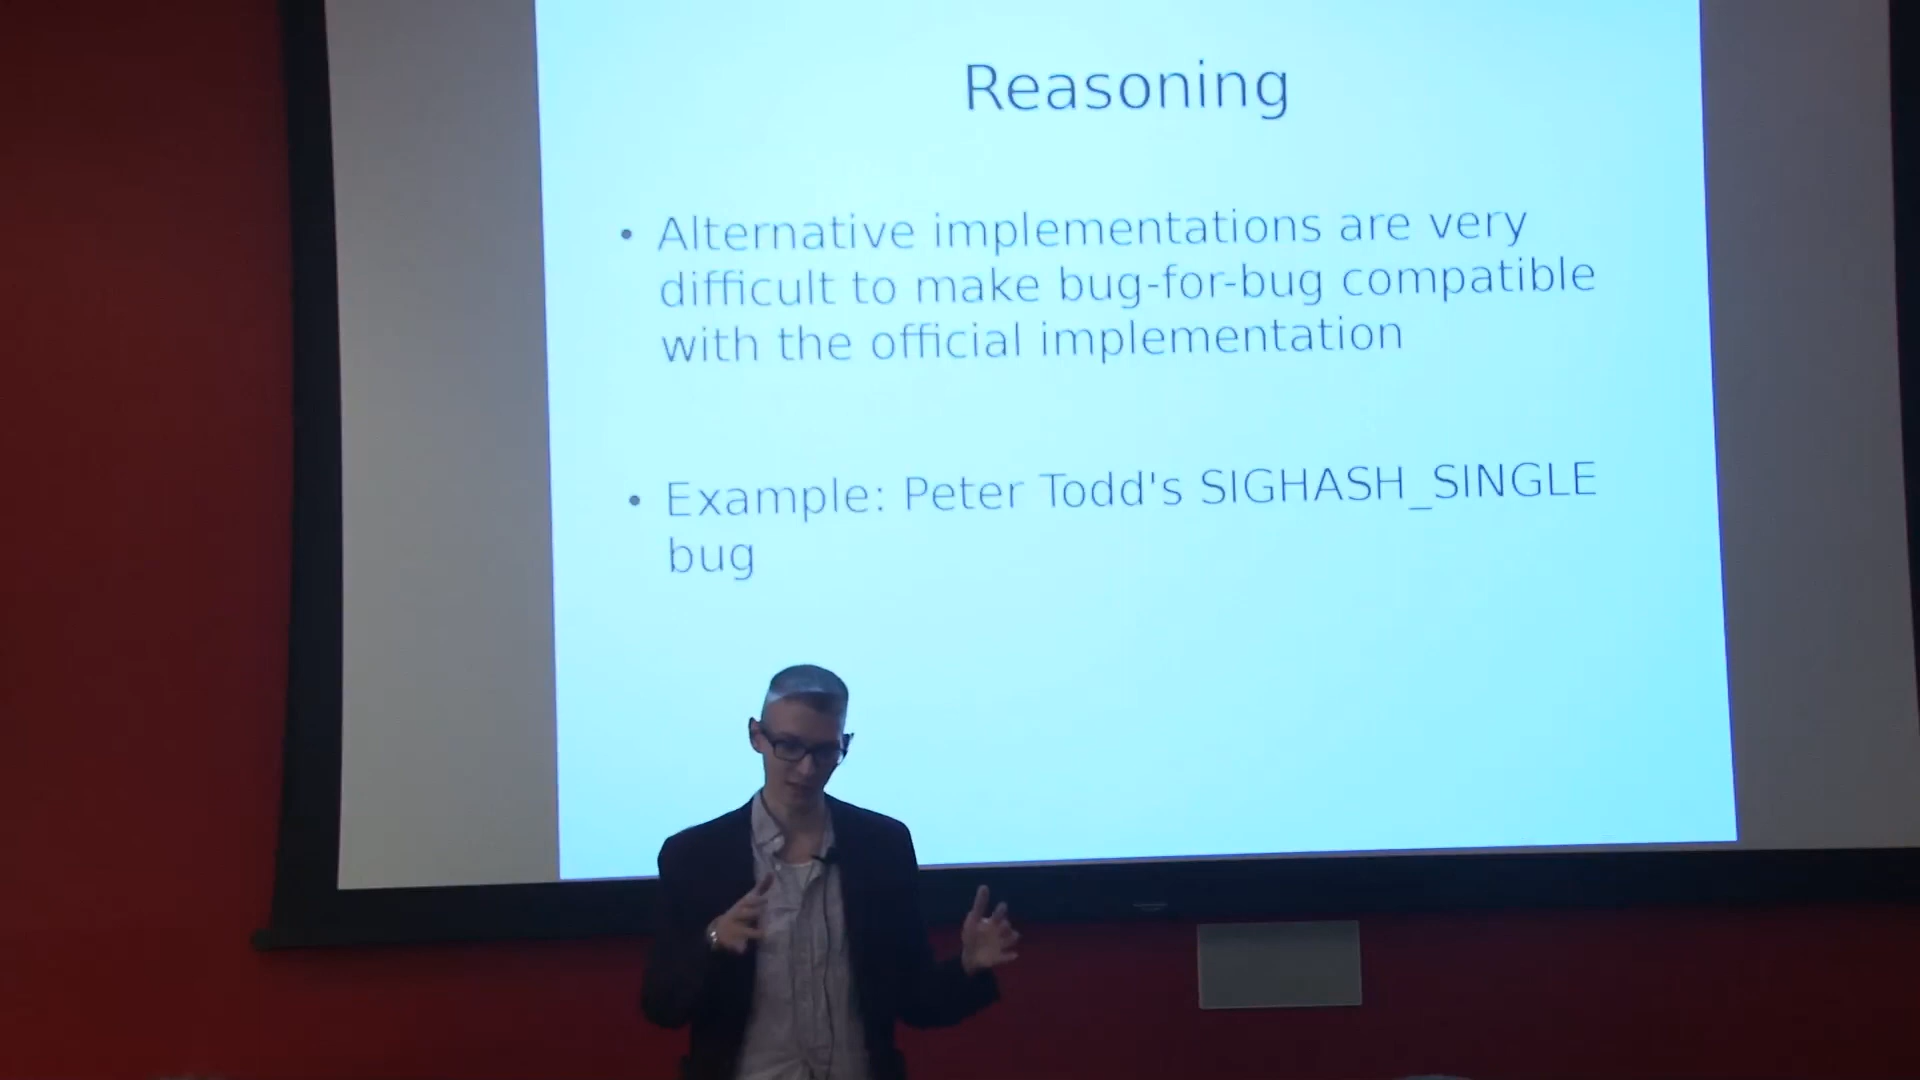 Reasoning
• Alternative implementations are very
difficult to make bug-for-bug compatible
with the official implementation
• Example: Peter Todd's SIGHASH_SINGLE
bug